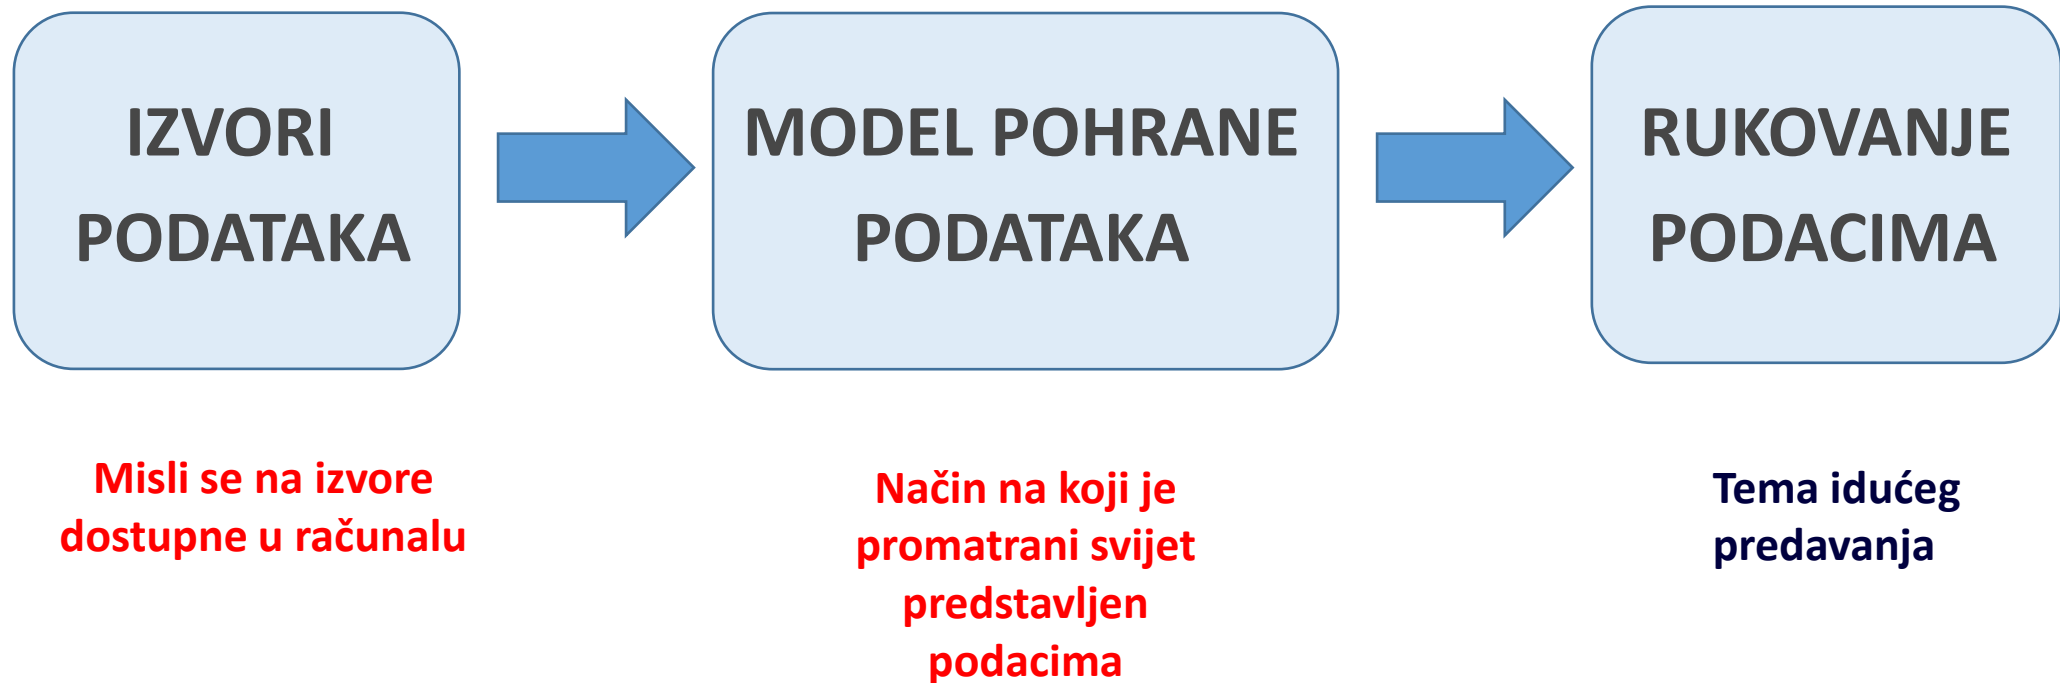 IZVORI
PODATAKA
MODEL POHRANE
PODATAKA
RUKOVANJE
PODACIMA
Misli se na izvore
dostupne u računalu
Način na koji je
promatrani svijet
predstavljen
podacima
Tema idućeg
predavanja